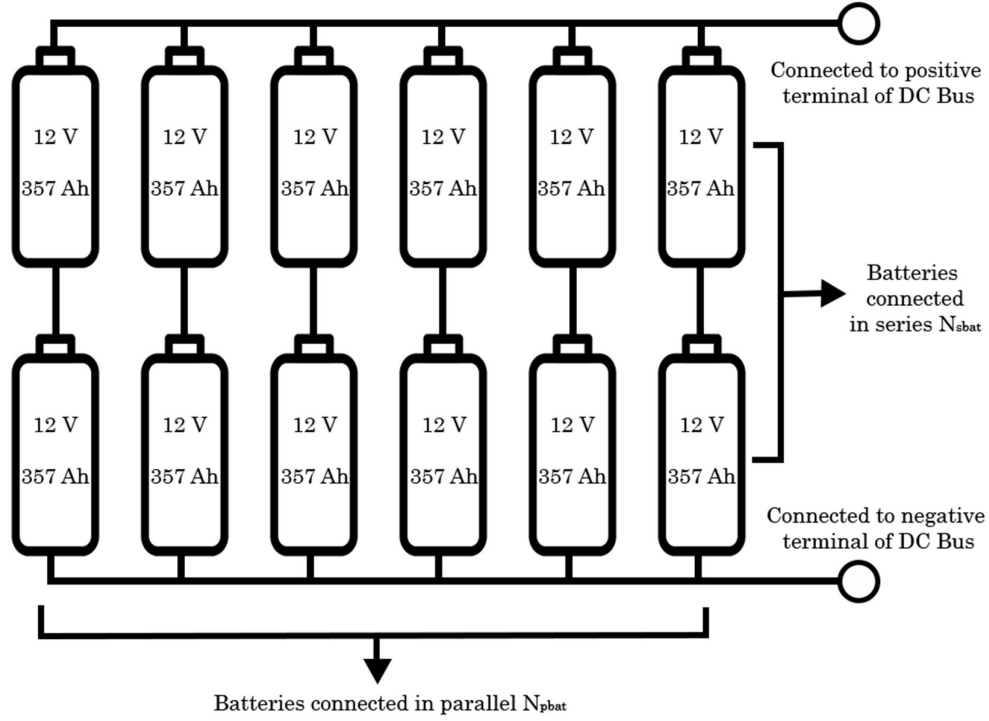 Connected to positive
terminal of DC Bus
12 V 12 V 12 V 12 V 12 V 12 V
357 Ah 357 Ah 357 Ah 357 Ah 357 Ah 357 Ah
Batteries
connected
in series Nsbat
12 V 12 V 12 V 12 V 12 V 12 V
357 Ah 357 Ah 357 Ah 357 Ah 357 Ah 357 Ah
Connected to negative
terminal of DC Bus
Batteries connected in parallel Npbat